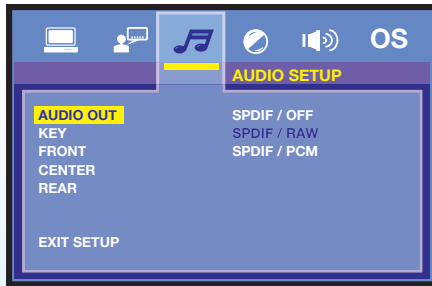 OS
AUDIO SETUP
AUDIO OUT
KEY
FRONT
CENTER
REAR
EXIT SETUP
SPDIF / OFF
SPDIF / RAW
SPDIF / PCM